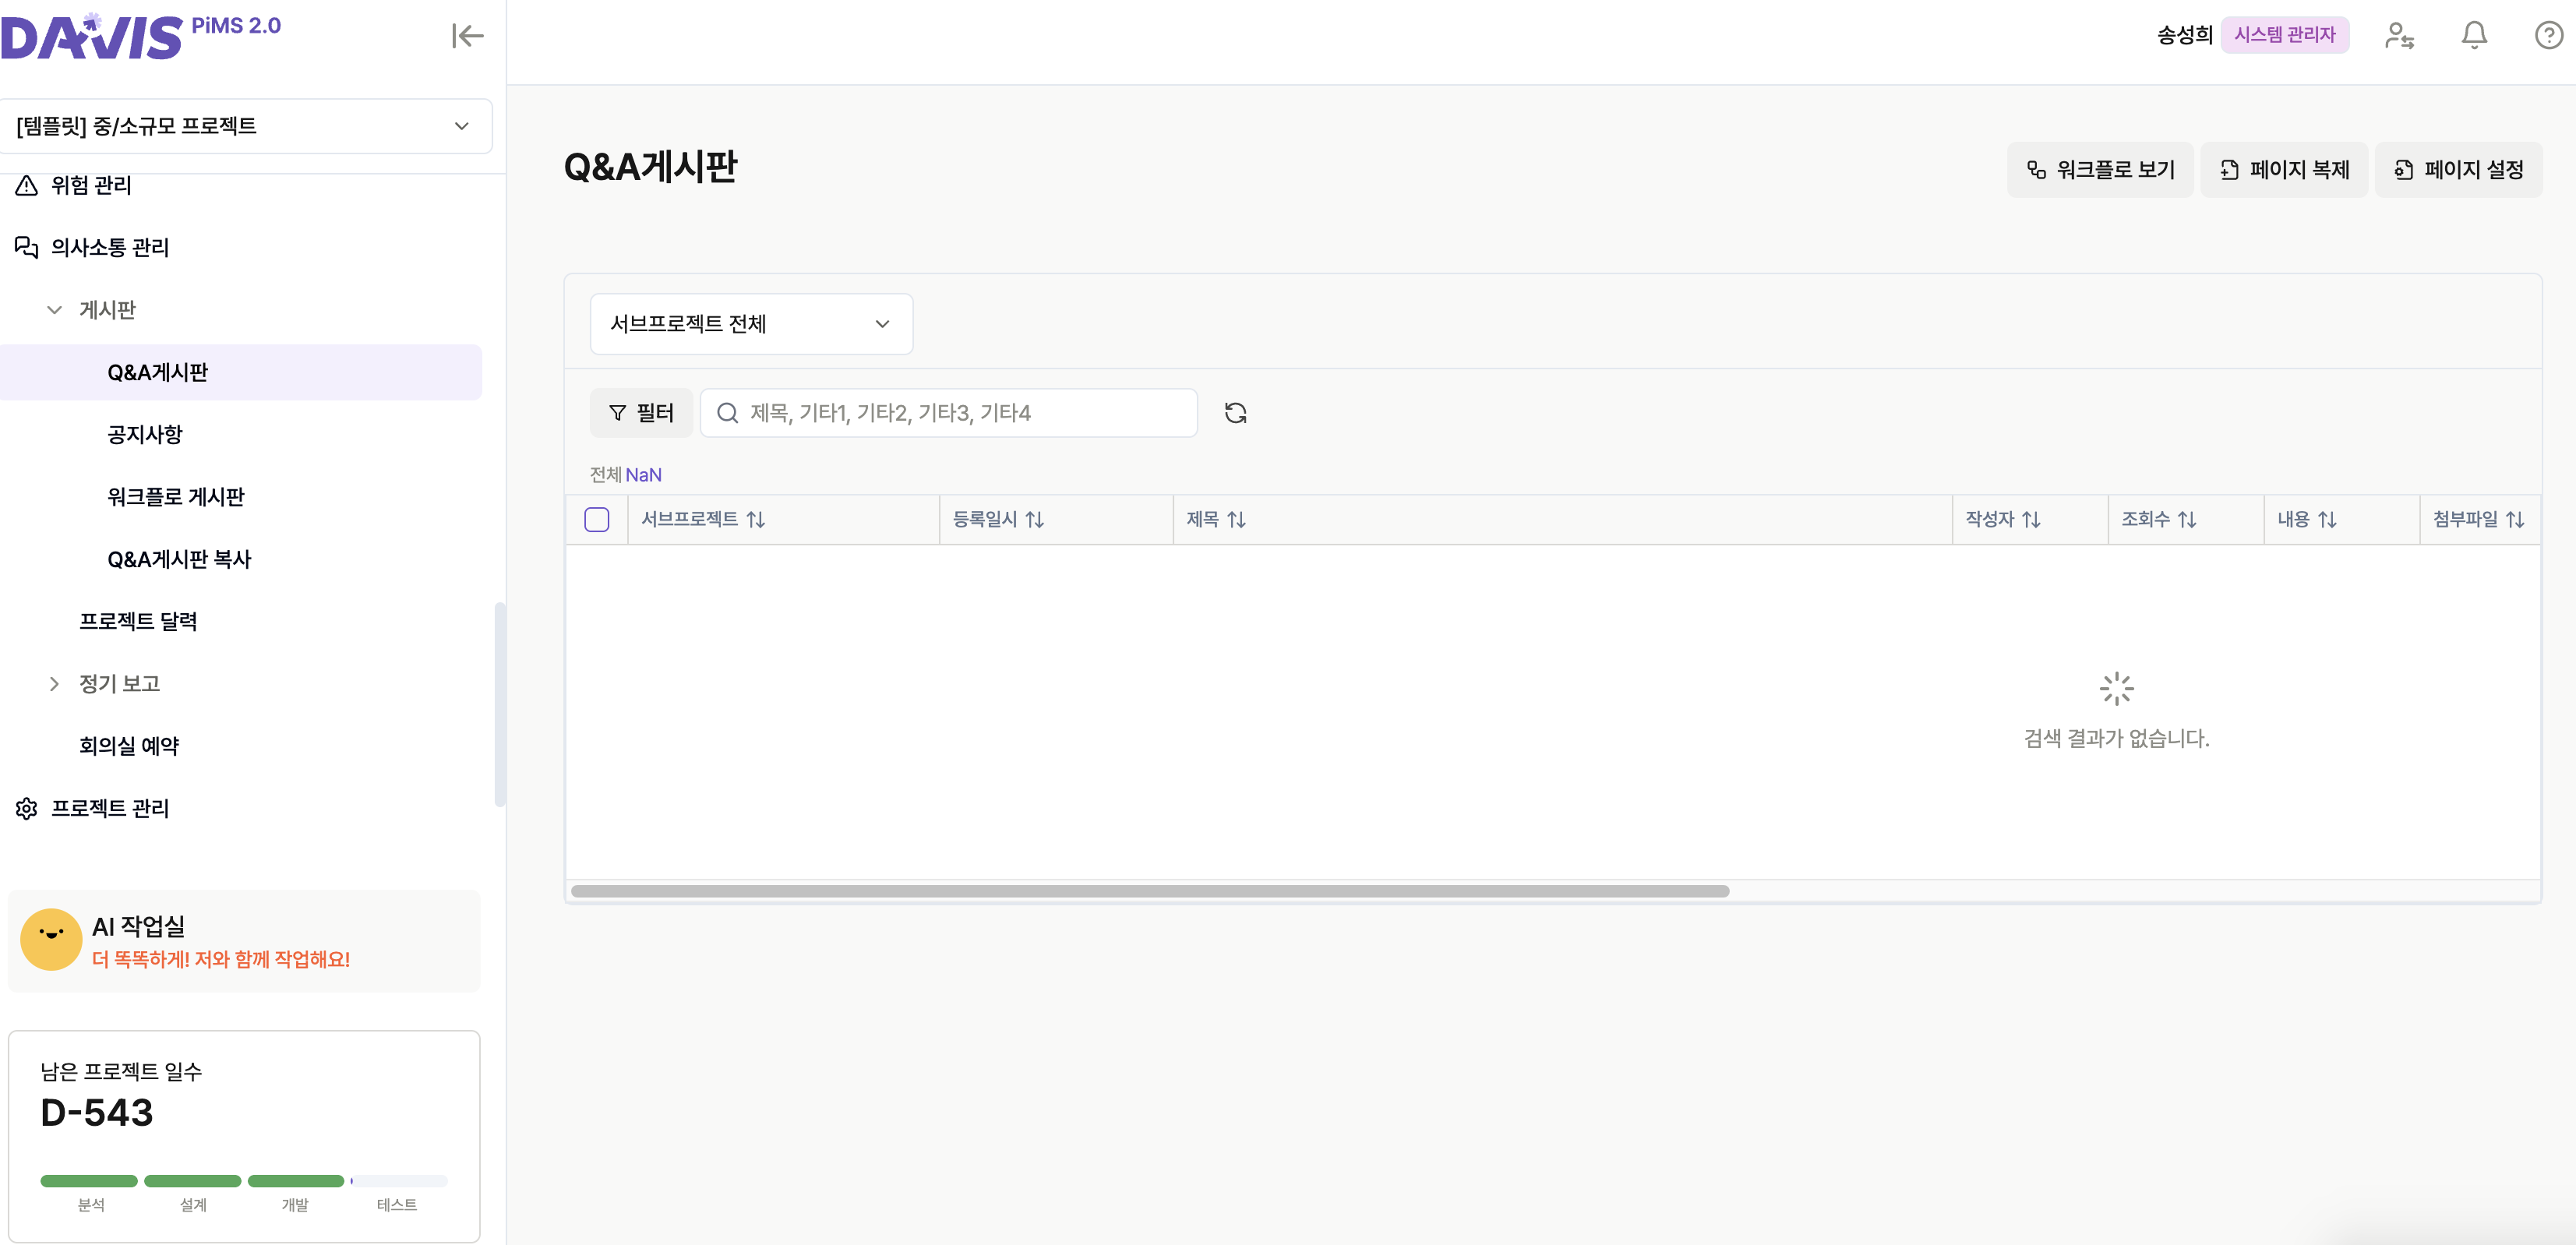 DAVIS PiMS 2.0
[템플릿] 중/소규모 프로젝트
위험 관리
의사소통 관리
게시판
Q&A게시판
공지사항
워크플로 게시판
Q&A게시판 복사
프로젝트 달력
정기 보고
회의실 예약
프로젝트 관리
AI 작업실
더 똑똑하게! 저와 함께 작업해요!
남은 프로젝트 일수
D-543
분석 설계 개발 테스트
송성희 시스템 관리자
Q&A게시판
워크플로 보기 페이지 복제 페이지 설정
서브프로젝트 전체
필터 제목, 기타1, 기타2, 기타3, 기타4
전체 NaN
서브프로젝트 등록일시 제목 작성자 조회수 내용 첨부파일
검색 결과가 없습니다.